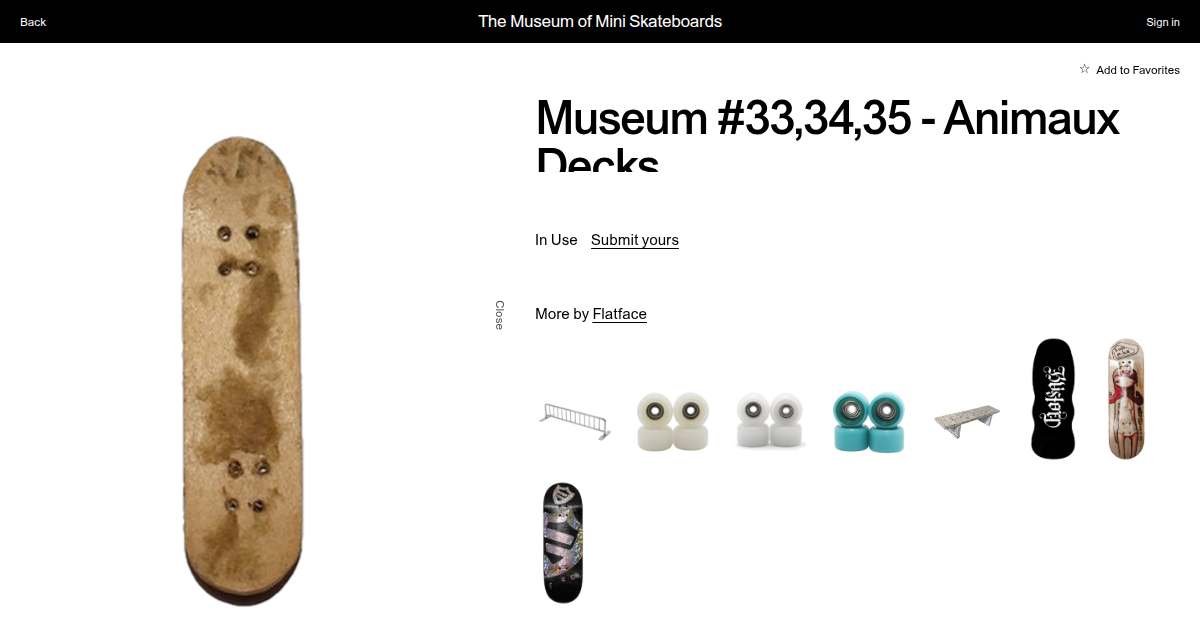 Back
The Museum of Mini Skateboards
Sign in
☆ Add to Favorites
Museum #33,34,35 - Animaux
Decks
In Use Submit yours
Close
More by Flatface